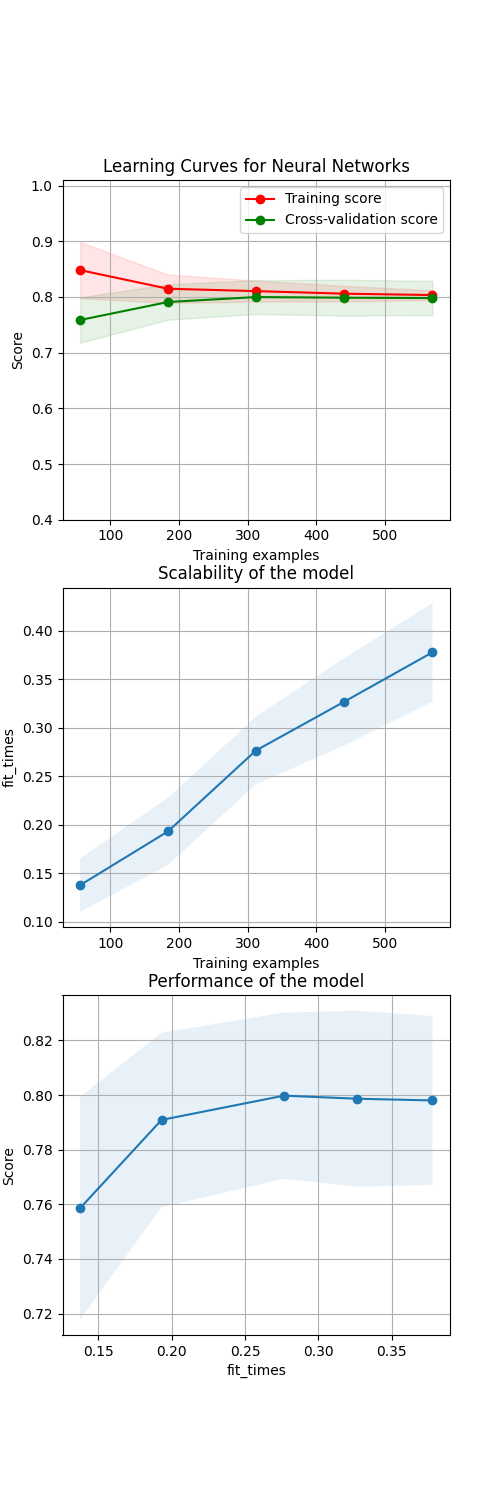 Learning Curves for Neural Networks
1.0
0.9
0.8
0.7
0.6
0.5
0.4
Score
Training score
Cross-validation score
100 200 300 400 500
Training examples
Scalability of the model
0.40
0.35
0.30
0.25
0.20
0.15
0.10
fit_times
100 200 300 400 500
Training examples
Performance of the model
0.82
0.80
0.78
0.76
0.74
0.72
Score
0.15 0.20 0.25 0.30 0.35
fit_times